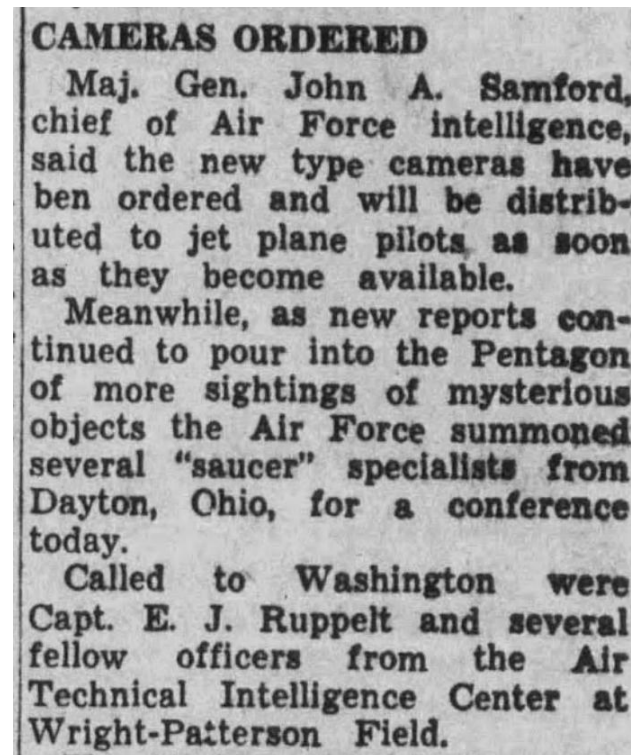 CAMERAS ORDERED
Maj. Gen. John A. Samford,
chief of Air Force intelligence,
said the new type cameras have
ben ordered and will be distrib-
uted to jet plane pilots as soon
as they become available.
Meanwhile, as new reports con-
tinued to pour into the Pentagon
of more sightings of mysterious
objects the Air Force summoned
several “saucer” specialists from
Dayton, Ohio, for a conference
today.
Called to Washington were
Capt. E. J. Ruppelt and several
fellow officers from the Air
Technical Intelligence Center at
Wright-Patterson Field.